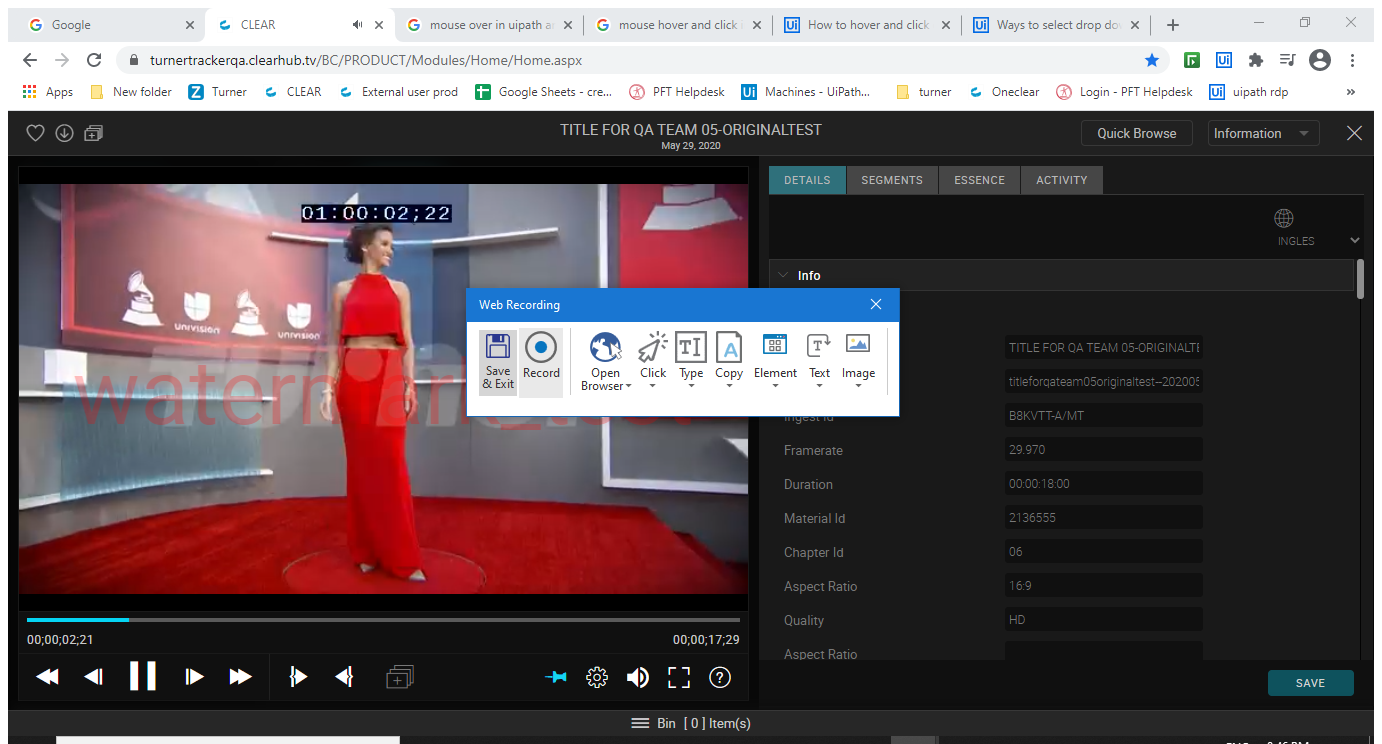 Google
CLEAR
mouse over in uipath a
mouse hover and click i
How to hover and click
Ways to select drop do
turnertrackerqa.clearhub.tv/BC/PRODUCT/Modules/Home/Home.aspx
Apps
New folder
Turner
CLEAR
External user prod
Google Sheets - cre...
PFT Helpdesk
Machines - UiPath...
turner
Oneclear
Login - PFT Helpdesk
uipath rdp
»
TITLE FOR QA TEAM 05-ORIGINALTEST
May 29, 2020
Quick Browse
Information
DETAILS
SEGMENTS
ESSENCE
ACTIVITY
INGLES
Info
01:00:02;22
univision
univision
Web Recording
Save & Exit
Record
Open Browser
Click
Type
Copy
Element
Text
Image
TITLE FOR QA TEAM 05-ORIGINALTE
titleforqateam05originaltest--202005
Ingest Id
B8KVTT-A/MT
Framerate
29.970
Duration
00:00:18:00
Material Id
2136555
Chapter Id
06
Aspect Ratio
16:9
Quality
HD
Aspect Ratio
00;00;02;21
00;00;17;29
SAVE
Bin [ 0 ] Item(s)